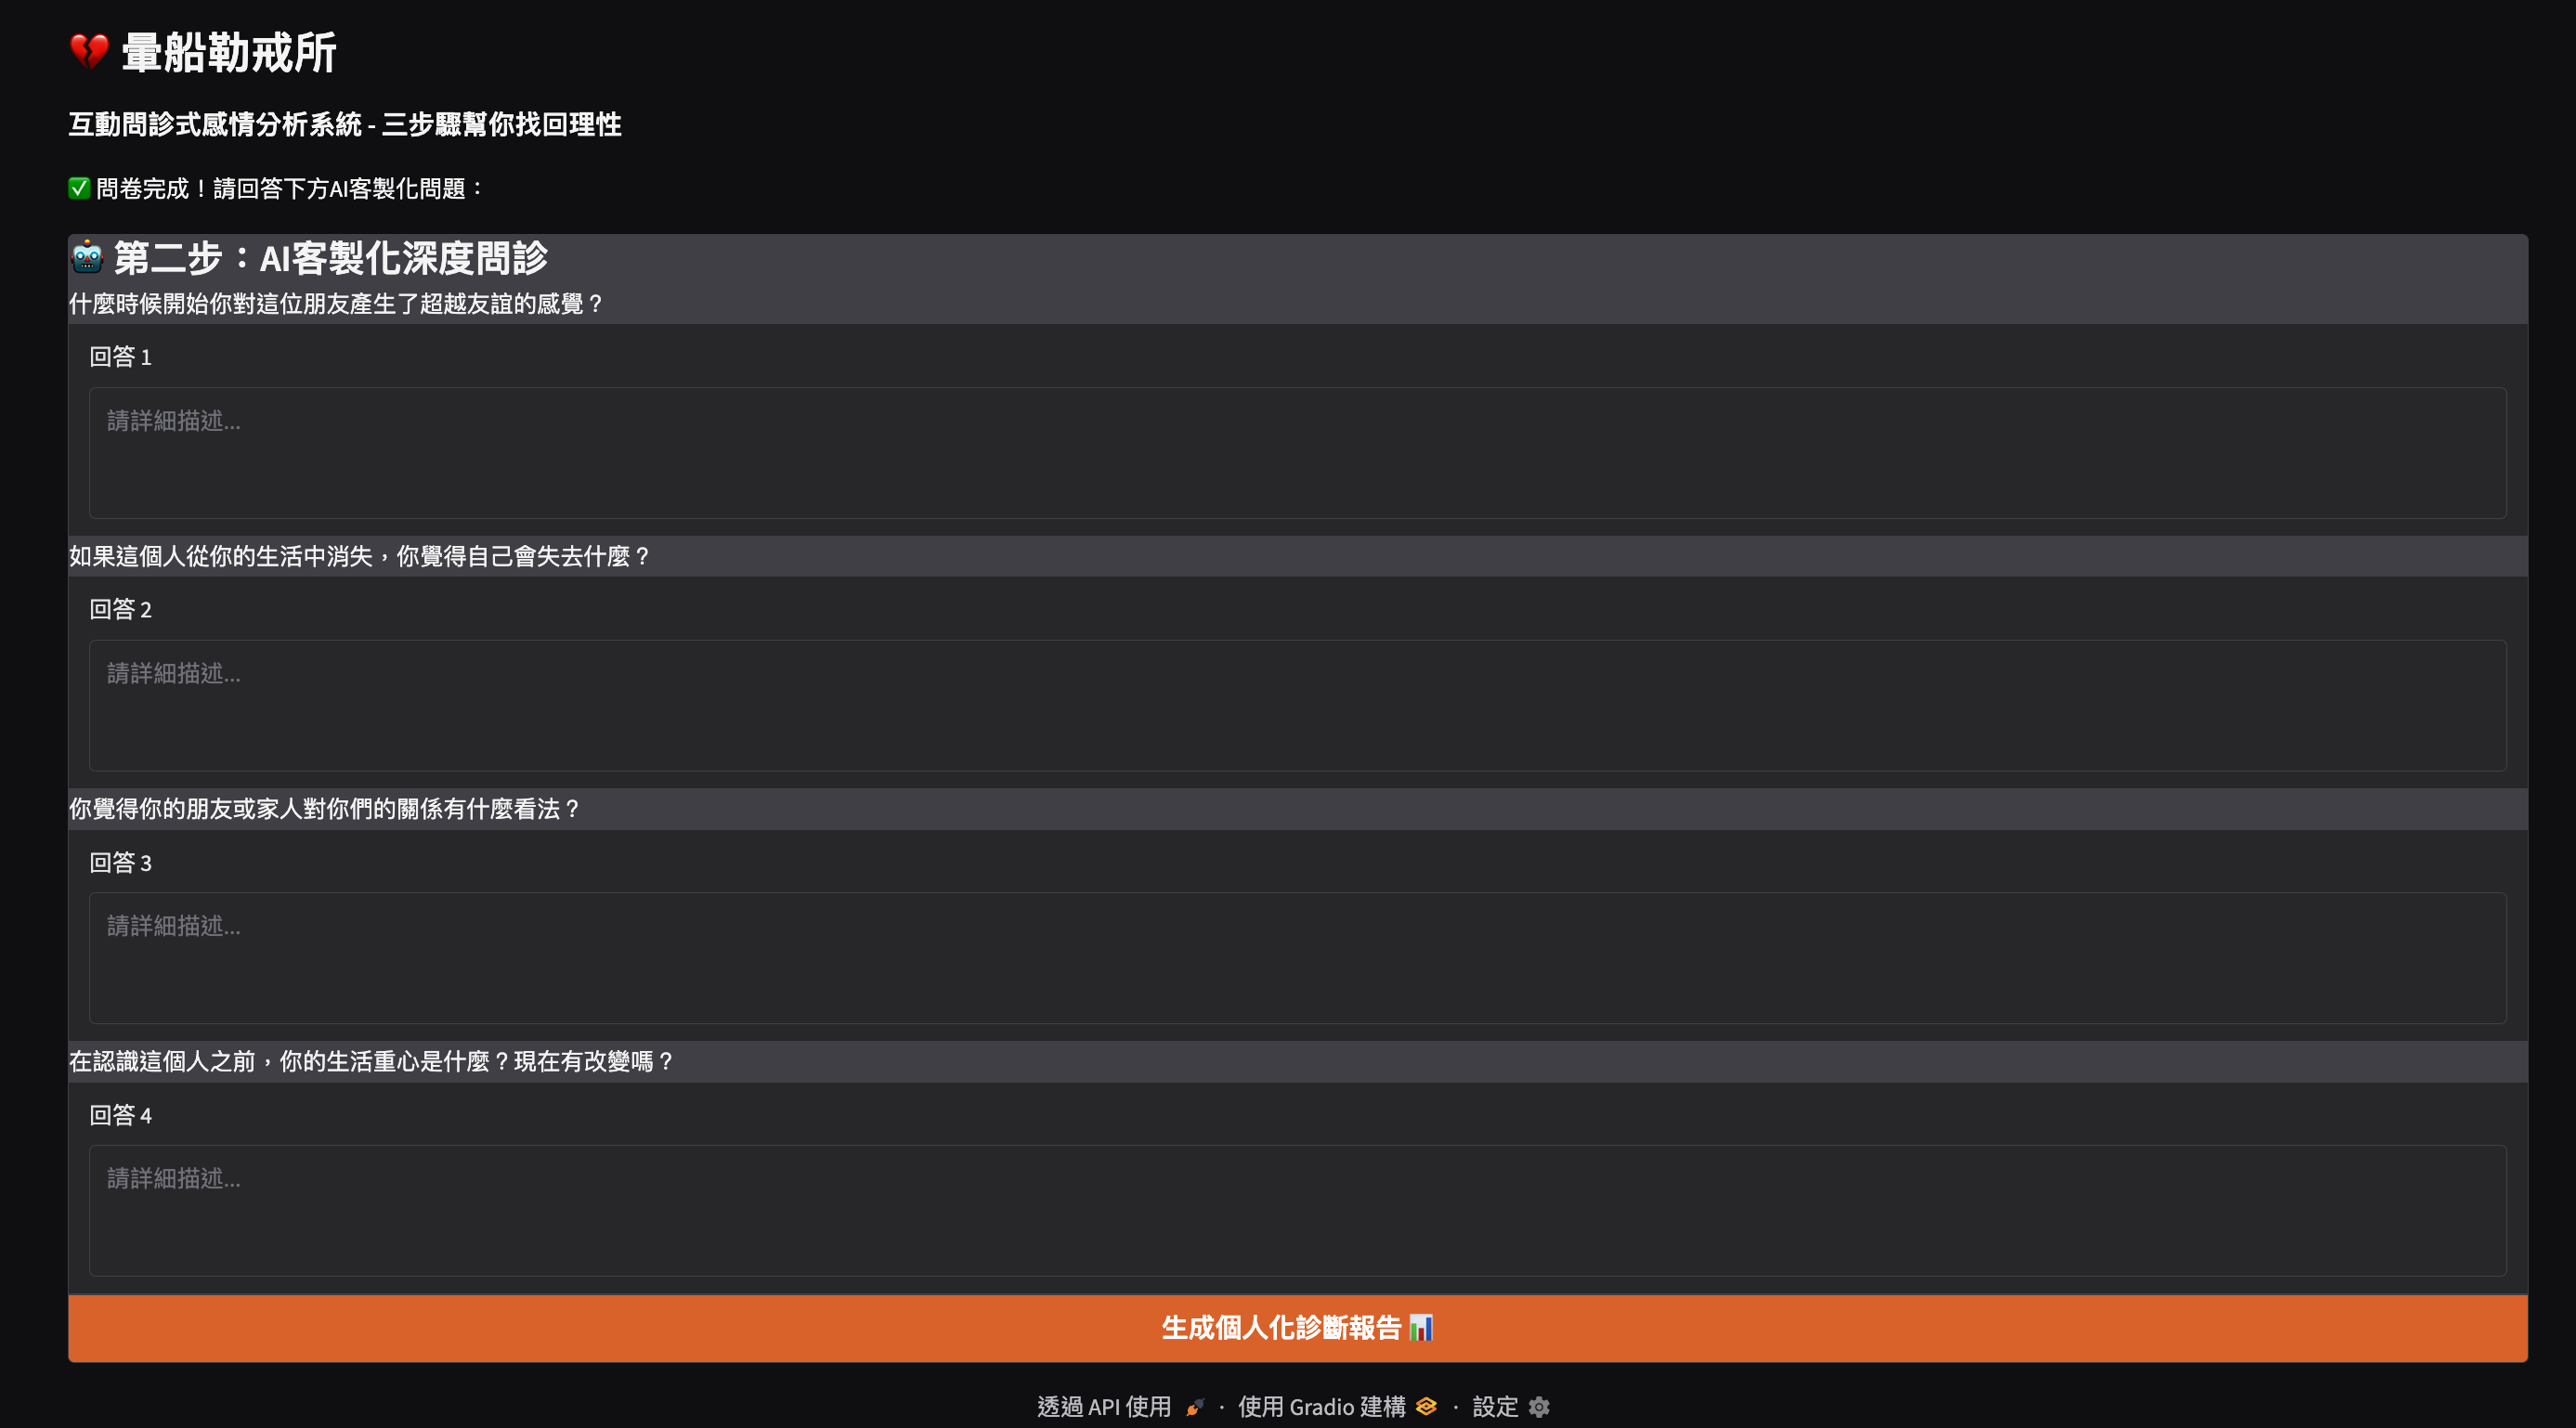 💔 暈船勒戒所
互動問診式感情分析系統 - 三步驟幫你找回理性
✅ 問卷完成！請回答下方AI客製化問題：
🤖 第二步：AI客製化深度問診
什麼時候開始你對這位朋友產生了超越友誼的感覺？
回答 1
請詳細描述...
如果這個人從你的生活中消失，你覺得自己會失去什麼？
回答 2
請詳細描述...
你覺得你的朋友或家人對你們的關係有什麼看法？
回答 3
請詳細描述...
在認識這個人之前，你的生活重心是什麼？現在有改變嗎？
回答 4
請詳細描述...
生成個人化診斷報告 📊
透過 API 使用 · 使用 Gradio 建構 · 設定